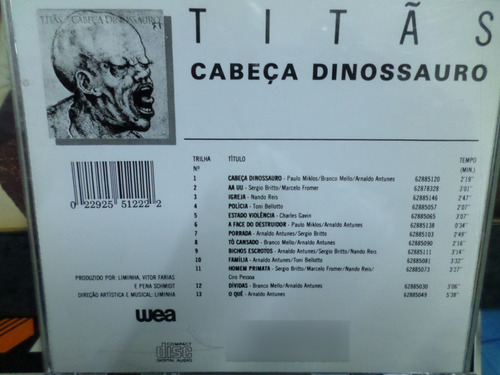 TITÃS
CABEÇA DINOSSAURO
TITÃS - CABEÇA DINOSSAURO
TRILHA Nº TÍTULO TEMPO (MIN.)
1 CABEÇA DINOSSAURO - Paulo Miklos/Branco Mello/Arnaldo Antunes 62885120 2'19"
2 AA UU - Sergio Britto/Marcelo Fromer 62878328 3'01"
3 IGREJA - Nando Reis 62885146 2'47"
4 POLÍCIA - Toni Bellotto 62885057 2'07"
5 ESTADO VIOLÊNCIA - Charles Gavin 62885065 3'07"
6 A FACE DO DESTRUIDOR - Paulo Miklos/Arnaldo Antunes 62885138 0'34"
7 PORRADA - Arnaldo Antunes/Sergio Britto 62885103 2'49"
8 TÔ CANSADO - Branco Mello/Arnaldo Antunes 62885090 2'16"
9 BICHOS ESCROTOS - Arnaldo Antunes/Sergio Britto/Nando Reis 62885111 3'14"
10 FAMÍLIA - Arnaldo Antunes/Toni Bellotto 62885081 3'32"
11 HOMEM PRIMATA - Sergio Britto/Marcelo Fromer/Nando Reis/ 62885073 3'27"
Ciro Pessoa
12 DÍVIDAS - Branco Mello/Arnaldo Antunes 62885030 3'06"
13 O QUÊ - Arnaldo Antunes 62885049 5'38"
0 22925 51222 2
PRODUZIDO POR: LIMINHA, VITOR FARIAS
E PENA SCHMIDT
DIREÇÃO ARTÍSTICA E MUSICAL: LIMINHA
wea
COMPACT
disc
DIGITAL AUDIO